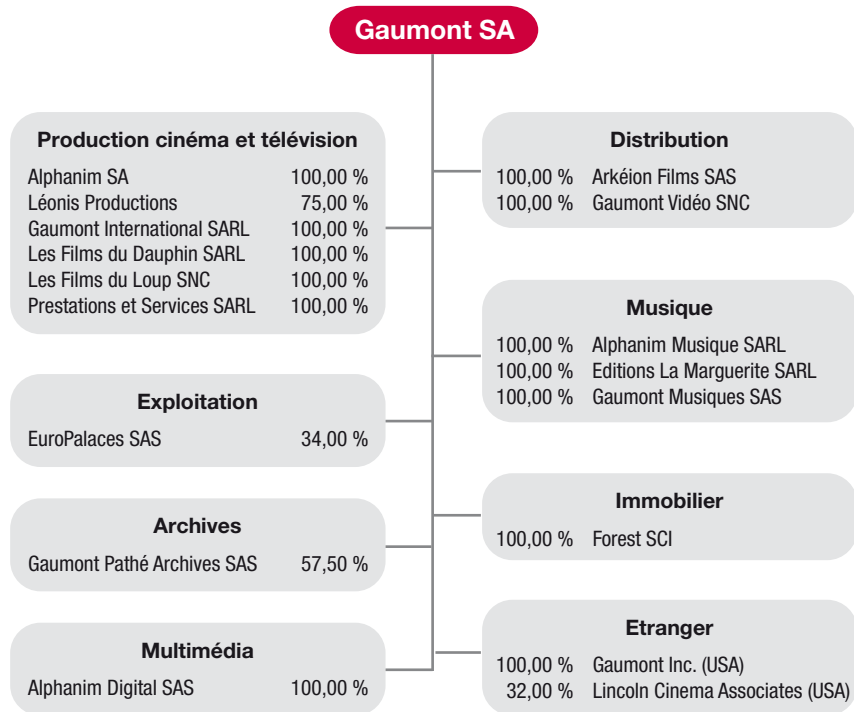 Gaumont SA
Production cinéma et télévision
Alphanim SA 100,00 %
Léonis Productions 75,00 %
Gaumont International SARL 100,00 %
Les Films du Dauphin SARL 100,00 %
Les Films du Loup SNC 100,00 %
Prestations et Services SARL 100,00 %
Exploitation
EuroPalaces SAS 34,00 %
Archives
Gaumont Pathé Archives SAS 57,50 %
Multimédia
Alphanim Digital SAS 100,00 %
Distribution
100,00 % Arkéion Films SAS
100,00 % Gaumont Vidéo SNC
Musique
100,00 % Alphanim Musique SARL
100,00 % Editions La Marguerite SARL
100,00 % Gaumont Musiques SAS
Immobilier
100,00 % Forest SCI
Etranger
100,00 % Gaumont Inc. (USA)
32,00 % Lincoln Cinema Associates (USA)